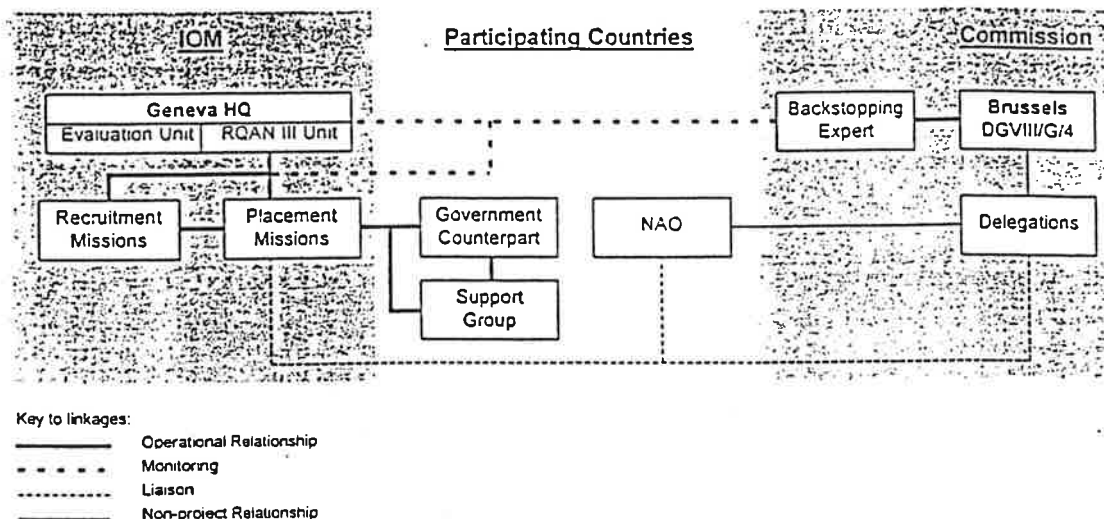 IOM
Participating Countries
Commission
Geneva HQ
Evaluation Unit
RQAN III Unit
Backstopping
Expert
Brussels
DGVIII/G/4
Recruitment
Missions
Placement
Missions
Government
Counterpart
NAO
Delegations
Support
Group
Key to linkages:
Operational Relationship
Monitoring
Liaison
Non-project Relationship